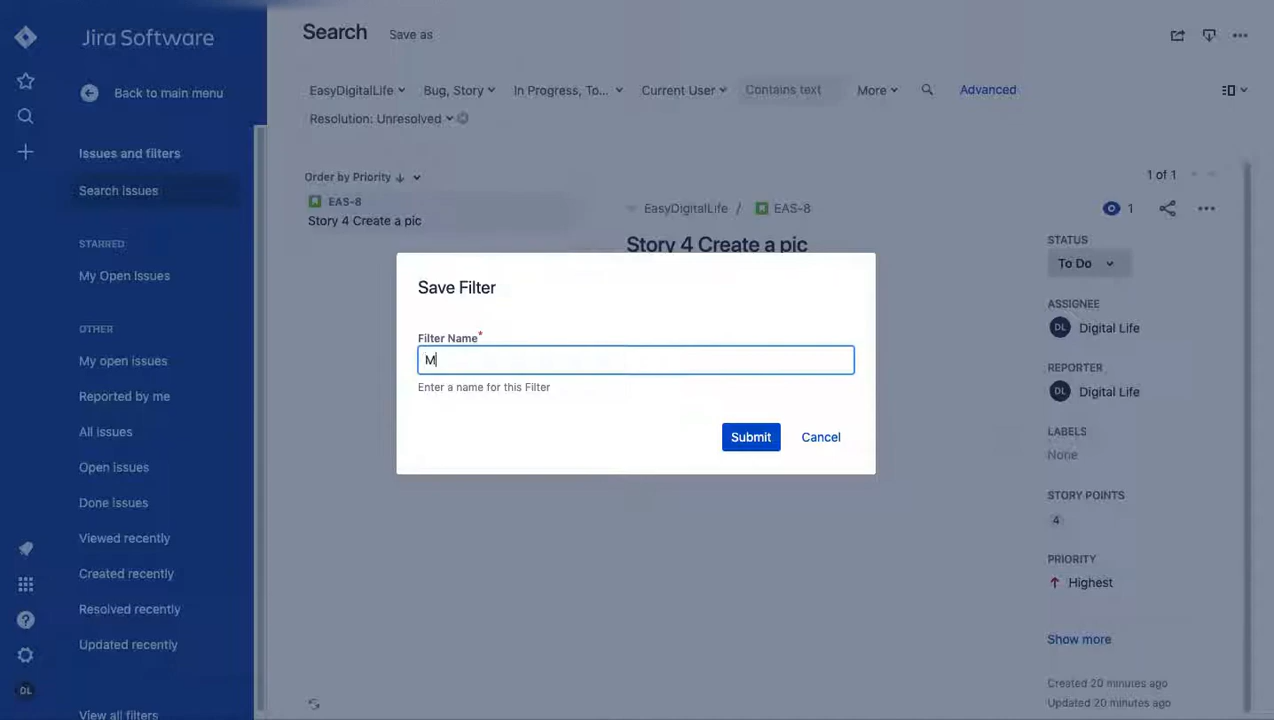 Jira Software
Back to main menu
Issues and filters
Search issues
STARRED
My Open Issues
OTHER
My open issues
Reported by me
All issues
Open issues
Done issues
Viewed recently
Created recently
Resolved recently
Updated recently
View all filters
DL
Search Save as
EasyDigitalLife Bug, Story In Progress, To... Current User Contains text More Advanced
Resolution: Unresolved
Order by Priority
EAS-8
Story 4 Create a pic
1 of 1
EasyDigitalLife / EAS-8
1
Story 4 Create a pic
Save Filter
Filter Name*
M
Enter a name for this Filter
Submit Cancel
STATUS
To Do
ASSIGNEE
DL Digital Life
REPORTER
DL Digital Life
LABELS
None
STORY POINTS
4
PRIORITY
Highest
Show more
Created 20 minutes ago
Updated 20 minutes ago